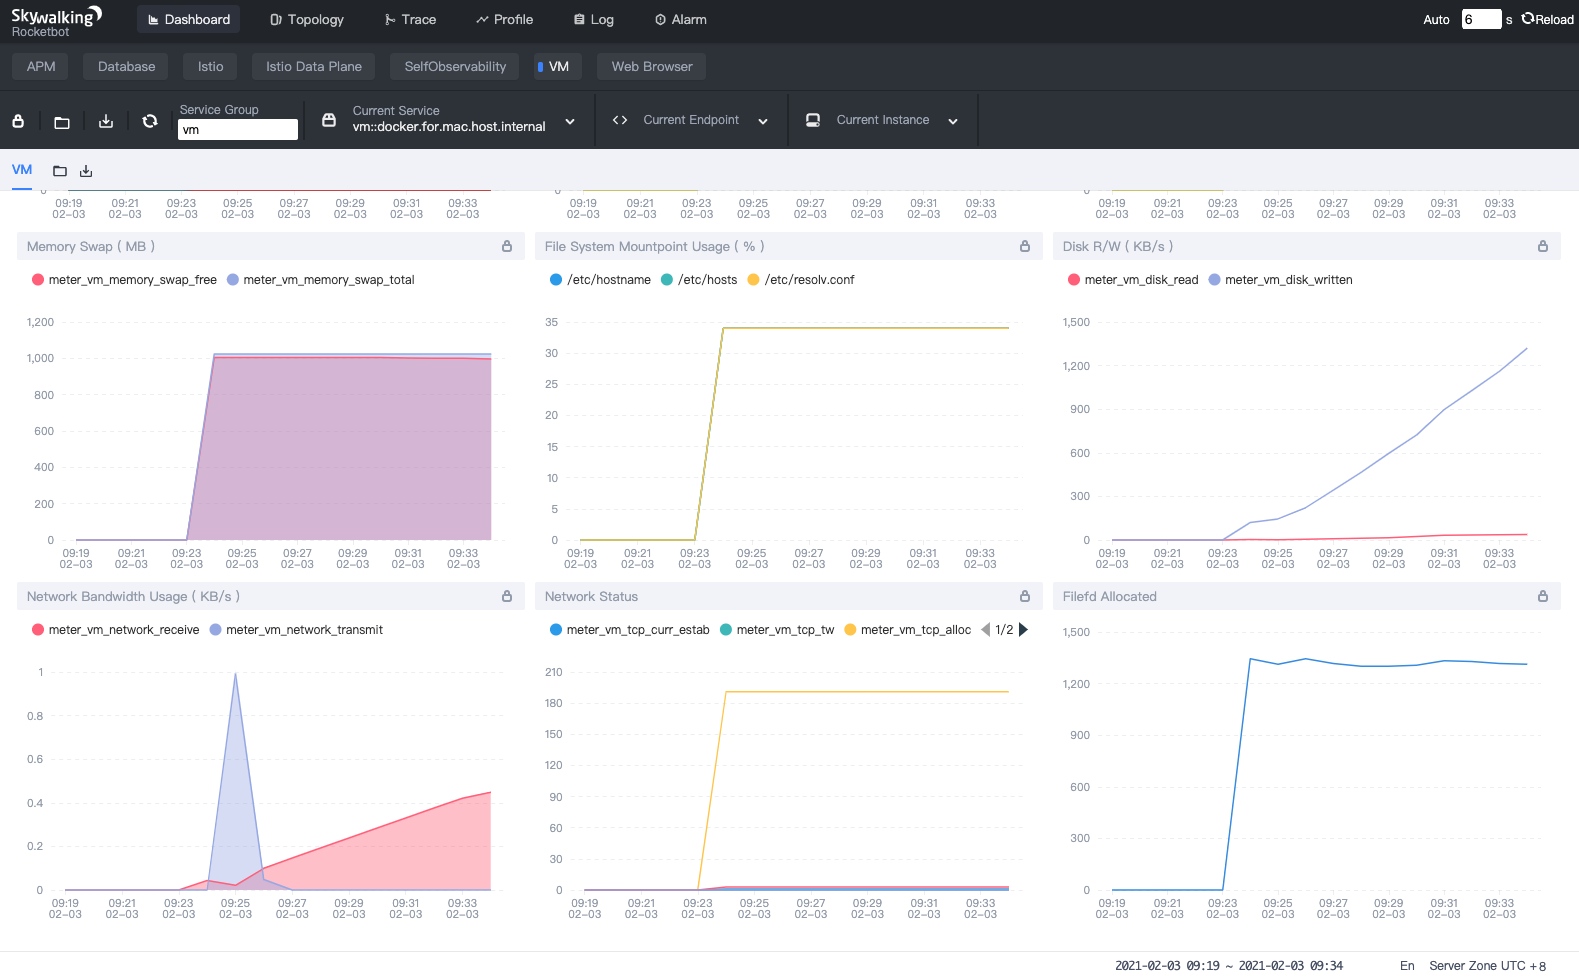 Skywalking
Rocketbot
Dashboard Topology Trace Profile Log Alarm
Auto 6 s Reload
APM Database Istio Istio Data Plane SelfObservability VM Web Browser
Service Group
vm
Current Service
vm::docker.for.mac.host.internal
Current Endpoint
Current Instance
VM
0 0 0
09:19 09:21 09:23 09:25 09:27 09:29 09:31 09:33 09:19 09:21 09:23 09:25 09:27 09:29 09:31 09:33 09:19 09:21 09:23 09:25 09:27 09:29 09:31 09:33
02-03 02-03 02-03 02-03 02-03 02-03 02-03 02-03 02-03 02-03 02-03 02-03 02-03 02-03 02-03 02-03 02-03 02-03 02-03 02-03 02-03 02-03 02-03 02-03
Memory Swap ( MB )
meter_vm_memory_swap_free meter_vm_memory_swap_total
1,200
1,000
800
600
400
200
0
09:19 09:21 09:23 09:25 09:27 09:29 09:31 09:33
02-03 02-03 02-03 02-03 02-03 02-03 02-03 02-03
File System Mountpoint Usage ( % )
/etc/hostname /etc/hosts /etc/resolv.conf
35
30
25
20
15
10
5
0
09:19 09:21 09:23 09:25 09:27 09:29 09:31 09:33
02-03 02-03 02-03 02-03 02-03 02-03 02-03 02-03
Disk R/W ( KB/s )
meter_vm_disk_read meter_vm_disk_written
1,500
1,200
900
600
300
0
09:19 09:21 09:23 09:25 09:27 09:29 09:31 09:33
02-03 02-03 02-03 02-03 02-03 02-03 02-03 02-03
Network Bandwidth Usage ( KB/s )
meter_vm_network_receive meter_vm_network_transmit
1
0.8
0.6
0.4
0.2
0
09:19 09:21 09:23 09:25 09:27 09:29 09:31 09:33
02-03 02-03 02-03 02-03 02-03 02-03 02-03 02-03
Network Status
meter_vm_tcp_curr_estab meter_vm_tcp_tw meter_vm_tcp_alloc 1/2
210
180
150
120
90
60
30
0
09:19 09:21 09:23 09:25 09:27 09:29 09:31 09:33
02-03 02-03 02-03 02-03 02-03 02-03 02-03 02-03
Filefd Allocated
1,500
1,200
900
600
300
0
09:19 09:21 09:23 09:25 09:27 09:29 09:31 09:33
02-03 02-03 02-03 02-03 02-03 02-03 02-03 02-03
2021-02-03 09:19 ~ 2021-02-03 09:34 En Server Zone UTC +8